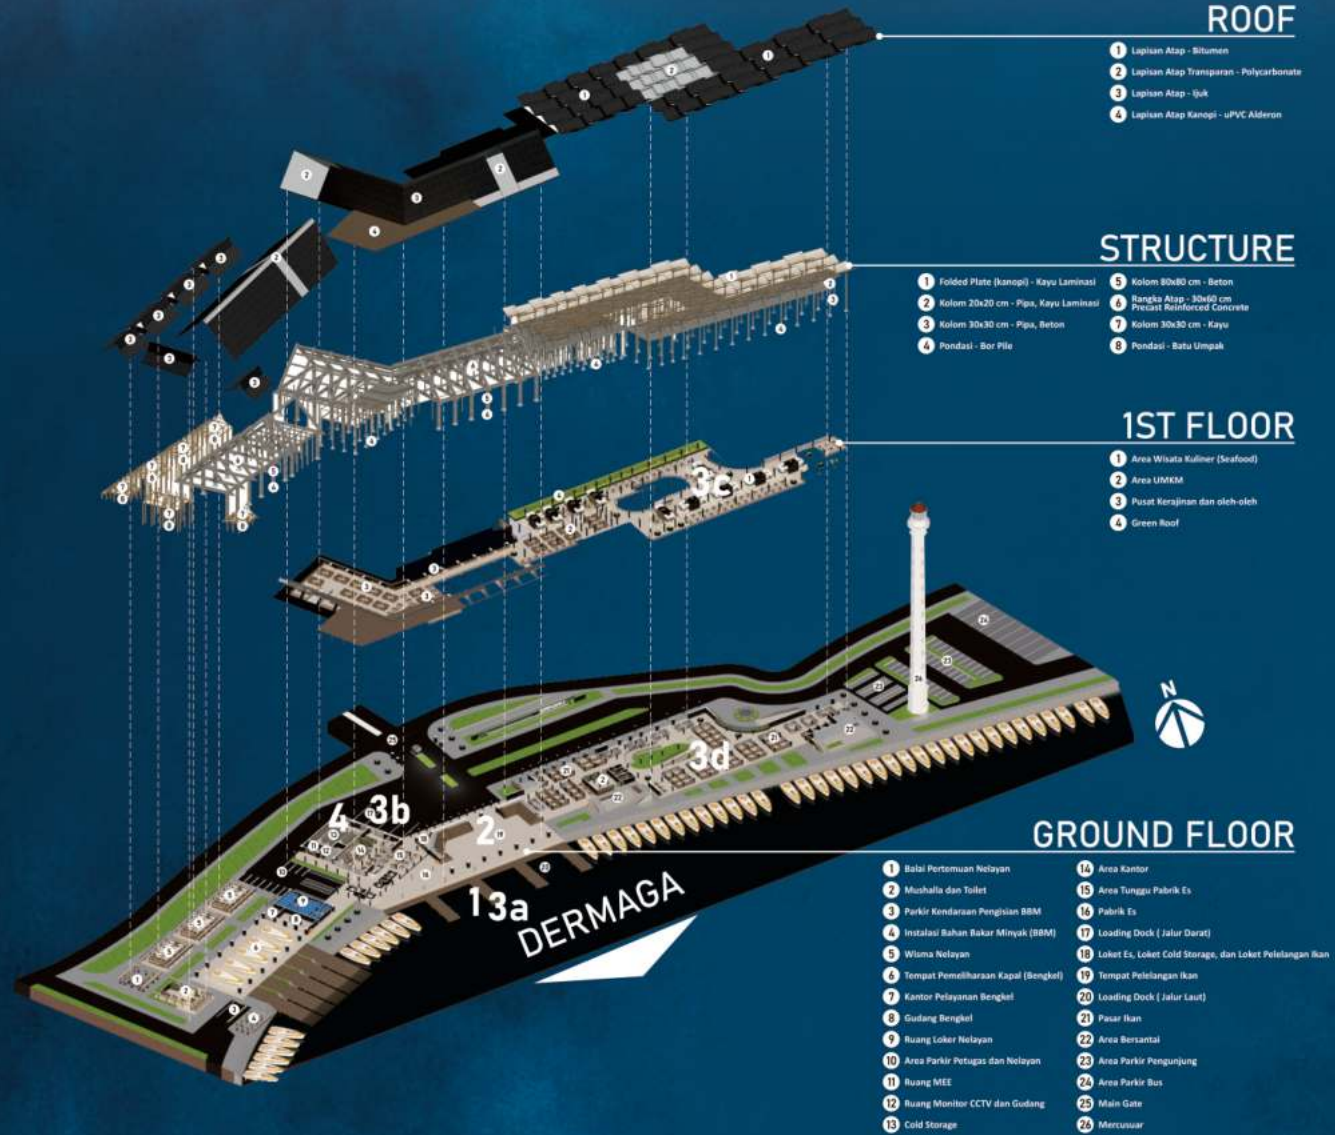 ROOF
1 Lapisan Atap - Bitumen
2 Lapisan Atap Transparan - Polycarbonate
3 Lapisan Atap - Ijuk
4 Lapisan Atap Kanopi - uPVC Alderon
STRUCTURE
1 Folded Plate (kanopi) - Kayu Laminasi
2 Kolom 20x20 cm - Pipa, Kayu Laminasi
3 Kolom 30x30 cm - Pipa, Beton
4 Pondasi - Bor Pile
5 Kolom 80x80 cm - Beton
6 Rangka Atap - 30x60 cm
Precast Reinforced Concrete
7 Kolom 30x30 cm - Kayu
8 Pondasi - Batu Umpak
1ST FLOOR
1 Area Wisata Kuliner (Seafood)
2 Area UMKM
3 Pusat Kerajinan dan oleh-oleh
4 Green Roof
3c
N
3d
4
3b
2
1
3a
DERMAGA
GROUND FLOOR
1 Balai Pertemuan Nelayan
2 Mushalla dan Toilet
3 Parkir Kendaraan Pengisian BBM
4 Instalasi Bahan Bakar Minyak (BBM)
5 Wisma Nelayan
6 Tempat Pemeliharaan Kapal (Bengkel)
7 Kantor Pelayanan Bengkel
8 Gudang Bengkel
9 Ruang Loker Nelayan
10 Area Parkir Petugas dan Nelayan
11 Ruang MEE
12 Ruang Monitor CCTV dan Gudang
13 Cold Storage
14 Area Kantor
15 Area Tunggu Pabrik Es
16 Pabrik Es
17 Loading Dock ( Jalur Darat)
18 Loket Es, Loket Cold Storage, dan Loket Pelelangan Ikan
19 Tempat Pelelangan Ikan
20 Loading Dock ( Jalur Laut)
21 Pasar Ikan
22 Area Bersantai
23 Area Parkir Pengunjung
24 Area Parkir Bus
25 Main Gate
26 Mercusuar